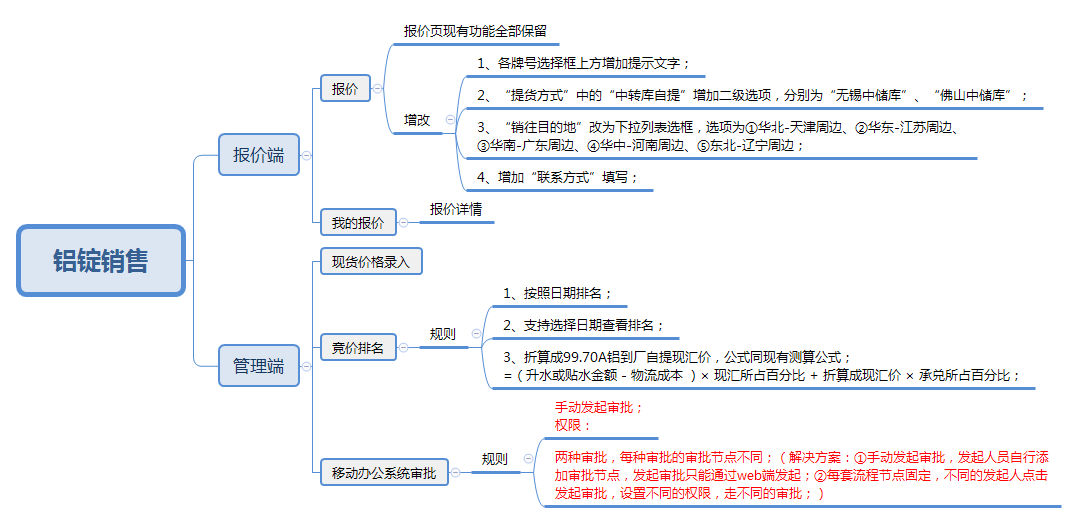 铝锭销售
报价端
报价
报价页现有功能全部保留
增改
1、各牌号选择框上方增加提示文字；
2、“提货方式”中的“中转库自提”增加二级选项，分别为“无锡中储库”、“佛山中储库”；
3、“销往目的地”改为下拉列表选框，选项为①华北-天津周边、②华东-江苏周边、
③华南-广东周边、④华中-河南周边、⑤东北-辽宁周边；
4、增加“联系方式”填写；
我的报价
报价详情
管理端
现货价格录入
竟价排名
规则
1、按照日期排名；
2、支持选择日期查看排名；
3、折算成99.70A铝到厂自提现汇价，公式同现有测算公式；
=（升水或贴水金额 - 物流成本 ）× 现汇所占百分比 + 折算成现汇价 × 承兑所占百分比；
移动办公系统审批
规则
手动发起审批；
权限：
两种审批，每种审批的审批节点不同；（解决方案：①手动发起审批，发起人员自行添
加审批节点，发起审批只能通过web端发起；②每套流程节点固定，不同的发起人点击
发起审批，设置不同的权限，走不同的审批；）